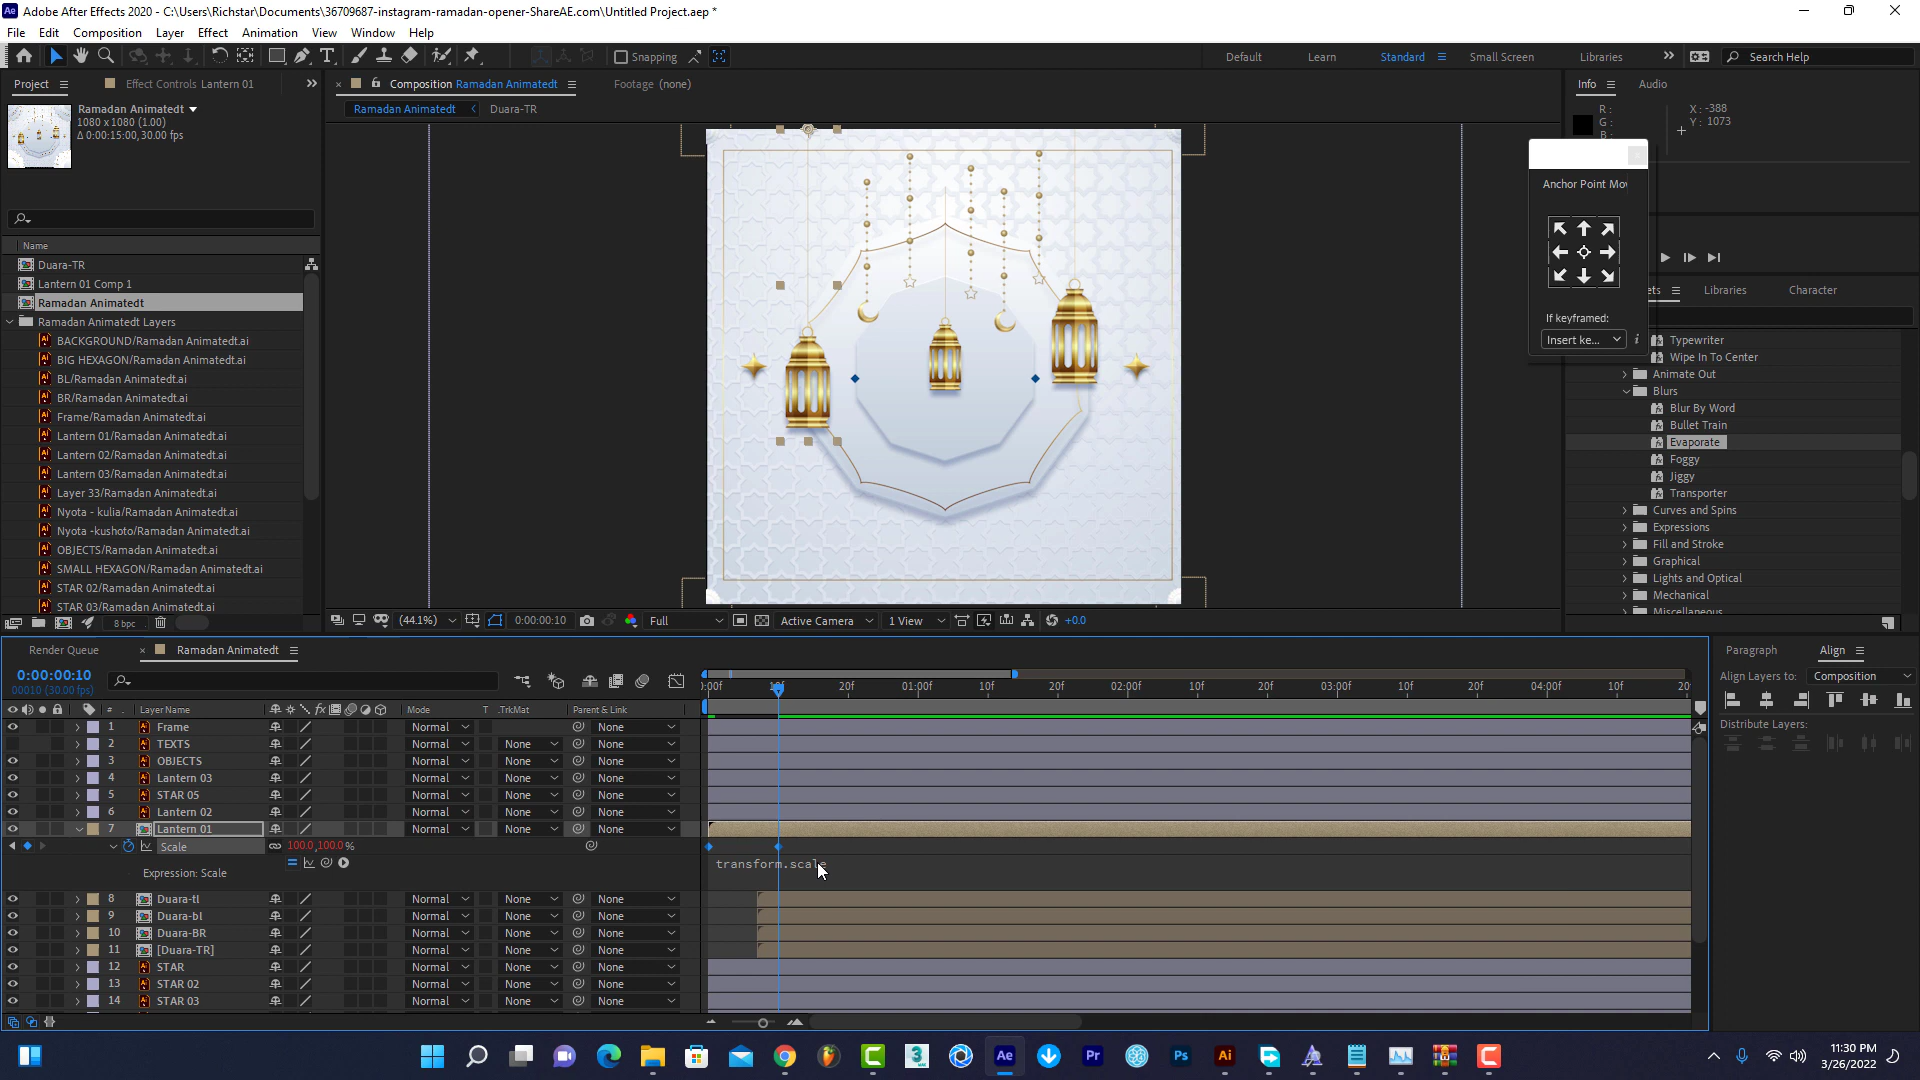 Adobe After Effects 2020 - C:\Users\Richstar\Documents\36709687-instagram-ramadan-opener-ShareAE.com\Untitled Project.aep *
File Edit Composition Layer Effect Animation View Window Help
Snapping
Default Learn Standard Small Screen Libraries Search Help
Project Effect Controls Lantern 01
Composition Ramadan Animatedt Footage (none)
Info Audio
Ramadan Animatedt
1080 x 1080 (1.00)
Δ 0:00:15:00, 30.00 fps
Ramadan Animatedt Duara-TR
R :
G :
B :
X : -388
Y : 1073
Anchor Point Mov
If keyframed:
Insert ke...
Name
Duara-TR
Lantern 01 Comp 1
Ramadan Animatedt
Ramadan Animatedt Layers
BACKGROUND/Ramadan Animatedt.ai
BIG HEXAGON/Ramadan Animatedt.ai
BL/Ramadan Animatedt.ai
BR/Ramadan Animatedt.ai
Frame/Ramadan Animatedt.ai
Lantern 01/Ramadan Animatedt.ai
Lantern 02/Ramadan Animatedt.ai
Lantern 03/Ramadan Animatedt.ai
Layer 33/Ramadan Animatedt.ai
Nyota - kulia/Ramadan Animatedt.ai
Nyota -kushoto/Ramadan Animatedt.ai
OBJECTS/Ramadan Animatedt.ai
SMALL HEXAGON/Ramadan Animatedt.ai
STAR 02/Ramadan Animatedt.ai
STAR 03/Ramadan Animatedt.ai
8 bpc
Libraries Character
Typewriter
Wipe In To Center
Animate Out
Blurs
Blur By Word
Bullet Train
Evaporate
Foggy
Jiggy
Transporter
Curves and Spins
Expressions
Fill and Stroke
Graphical
Lights and Optical
Mechanical
Miscellaneous
(44.1%) 0:00:00:10 Full Active Camera 1 View +0.0
Render Queue Ramadan Animatedt
0:00:00:10
00010 (30.00 fps)
:00f 10f 20f 01:00f 10f 20f 02:00f 10f 20f 03:00f 10f 20f 04:00f 10f 20
# Layer Name Mode T .TrkMat Parent & Link
1 Frame Normal None
2 TEXTS Normal None None
3 OBJECTS Normal None None
4 Lantern 03 Normal None None
5 STAR 05 Normal None None
6 Lantern 02 Normal None None
7 Lantern 01 Normal None None
Scale 100.0,100.0%
transform.scale
Expression: Scale
8 Duara-tl Normal None None
9 Duara-bl Normal None None
10 Duara-BR Normal None None
11 [Duara-TR] Normal None None
12 STAR Normal None None
13 STAR 02 Normal None None
14 STAR 03 Normal None None
Paragraph Align
Align Layers to: Composition
Distribute Layers:
11:30 PM
3/26/2022